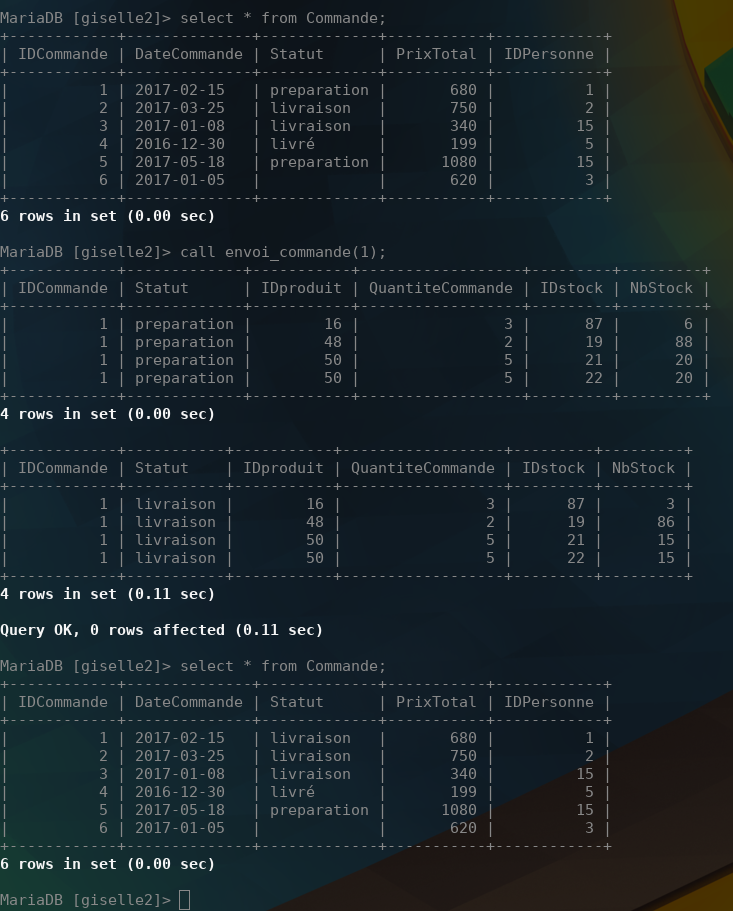 MariaDB [giselle2]> select * from Commande;
+------------+--------------+-------------+-----------+------------+
| IDCommande | DateCommande | Statut      | PrixTotal | IDPersonne |
+------------+--------------+-------------+-----------+------------+
|          1 | 2017-02-15   | preparation |       680 |          1 |
|          2 | 2017-03-25   | livraison   |       750 |          2 |
|          3 | 2017-01-08   | livraison   |       340 |         15 |
|          4 | 2016-12-30   | livré       |       199 |          5 |
|          5 | 2017-05-18   | preparation |      1080 |         15 |
|          6 | 2017-01-05   |             |       620 |          3 |
+------------+--------------+-------------+-----------+------------+
6 rows in set (0.00 sec)

MariaDB [giselle2]> call envoi_commande(1);
+------------+-------------+-----------+------------------+---------+---------+
| IDCommande | Statut      | IDproduit | QuantiteCommande | IDstock | NbStock |
+------------+-------------+-----------+------------------+---------+---------+
|          1 | preparation |        16 |                3 |      87 |       6 |
|          1 | preparation |        48 |                2 |      19 |      88 |
|          1 | preparation |        50 |                5 |      21 |      20 |
|          1 | preparation |        50 |                5 |      22 |      20 |
+------------+-------------+-----------+------------------+---------+---------+
4 rows in set (0.00 sec)

+------------+-----------+-----------+------------------+---------+---------+
| IDCommande | Statut    | IDproduit | QuantiteCommande | IDstock | NbStock |
+------------+-----------+-----------+------------------+---------+---------+
|          1 | livraison |        16 |                3 |      87 |       3 |
|          1 | livraison |        48 |                2 |      19 |      86 |
|          1 | livraison |        50 |                5 |      21 |      15 |
|          1 | livraison |        50 |                5 |      22 |      15 |
+------------+-----------+-----------+------------------+---------+---------+
4 rows in set (0.11 sec)

Query OK, 0 rows affected (0.11 sec)

MariaDB [giselle2]> select * from Commande;
+------------+--------------+-------------+-----------+------------+
| IDCommande | DateCommande | Statut      | PrixTotal | IDPersonne |
+------------+--------------+-------------+-----------+------------+
|          1 | 2017-02-15   | livraison   |       680 |          1 |
|          2 | 2017-03-25   | livraison   |       750 |          2 |
|          3 | 2017-01-08   | livraison   |       340 |         15 |
|          4 | 2016-12-30   | livré       |       199 |          5 |
|          5 | 2017-05-18   | preparation |      1080 |         15 |
|          6 | 2017-01-05   |             |       620 |          3 |
+------------+--------------+-------------+-----------+------------+
6 rows in set (0.00 sec)

MariaDB [giselle2]>